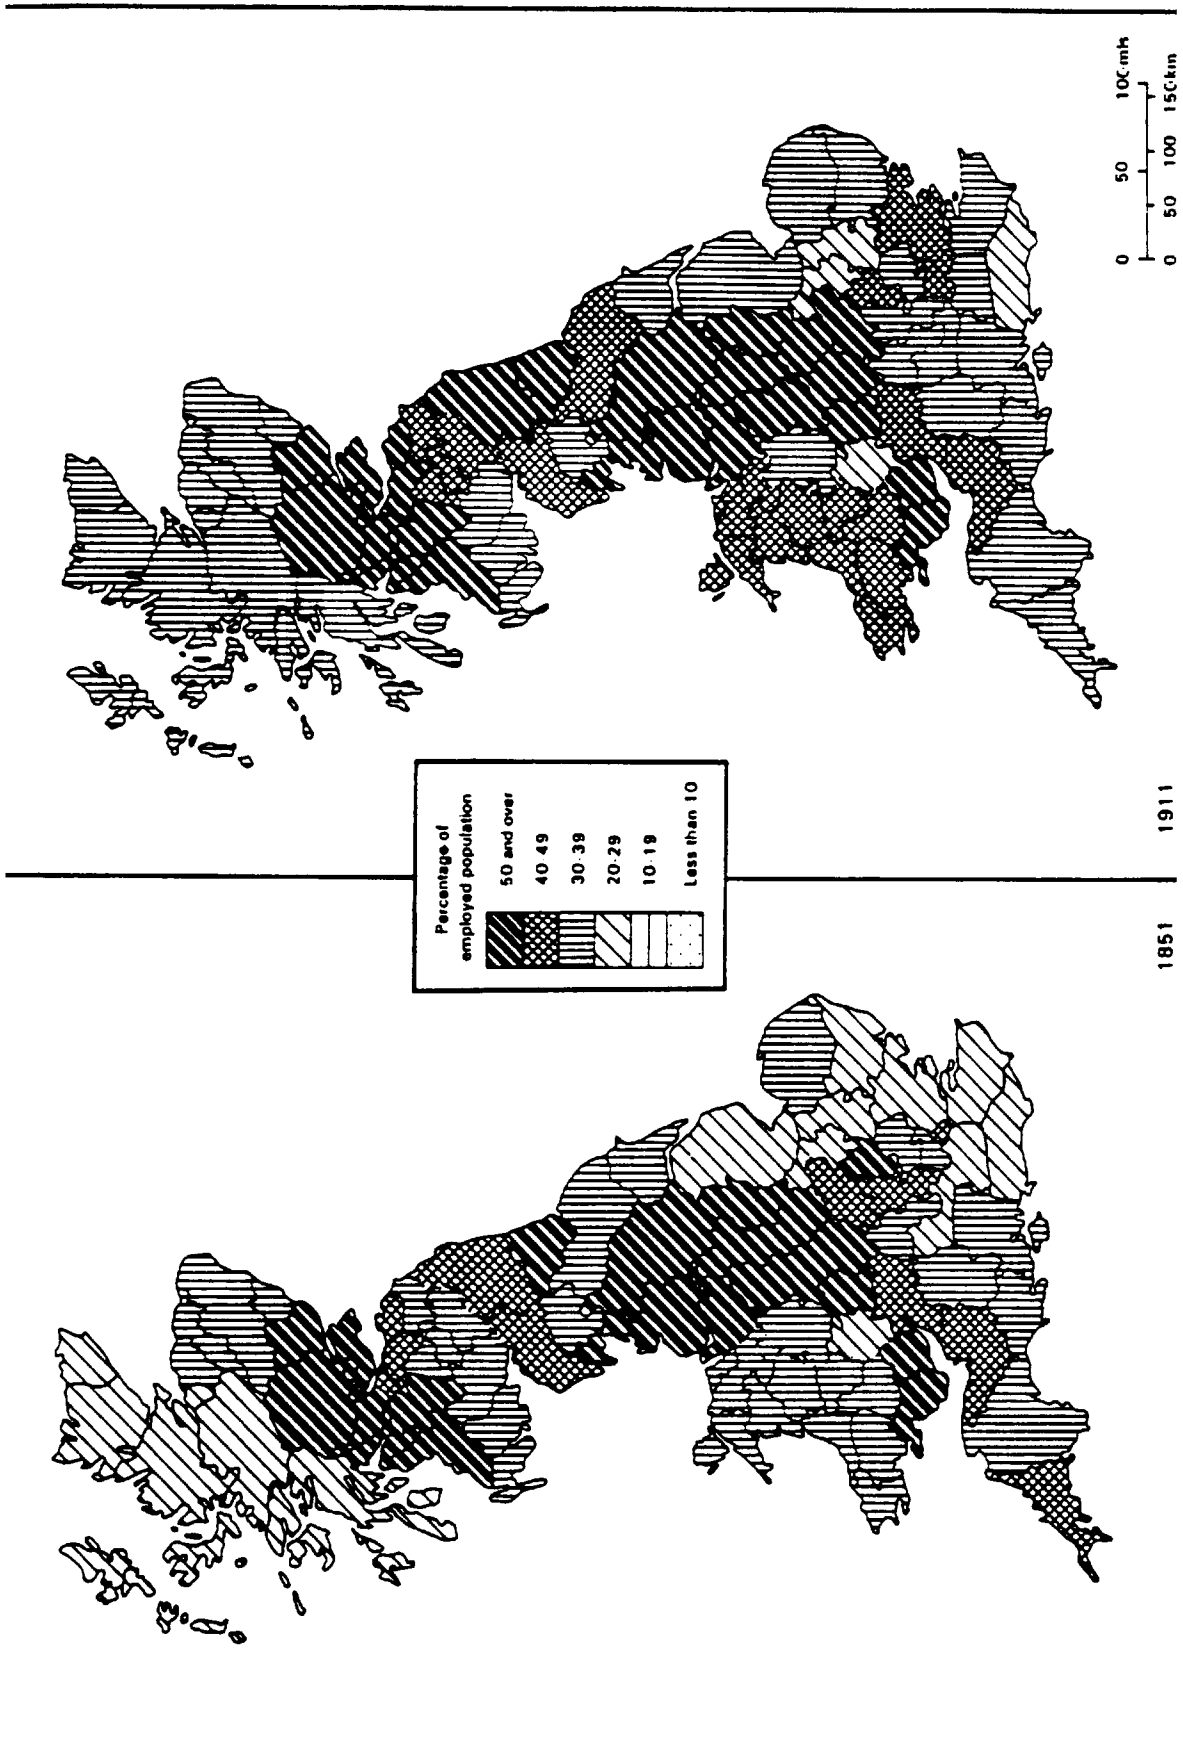 1851
1911
Percentage of
employed population
50 and over
40-49
30-39
20-29
10-19
Less than 10
0 50 100 mls
0 50 100 150 km